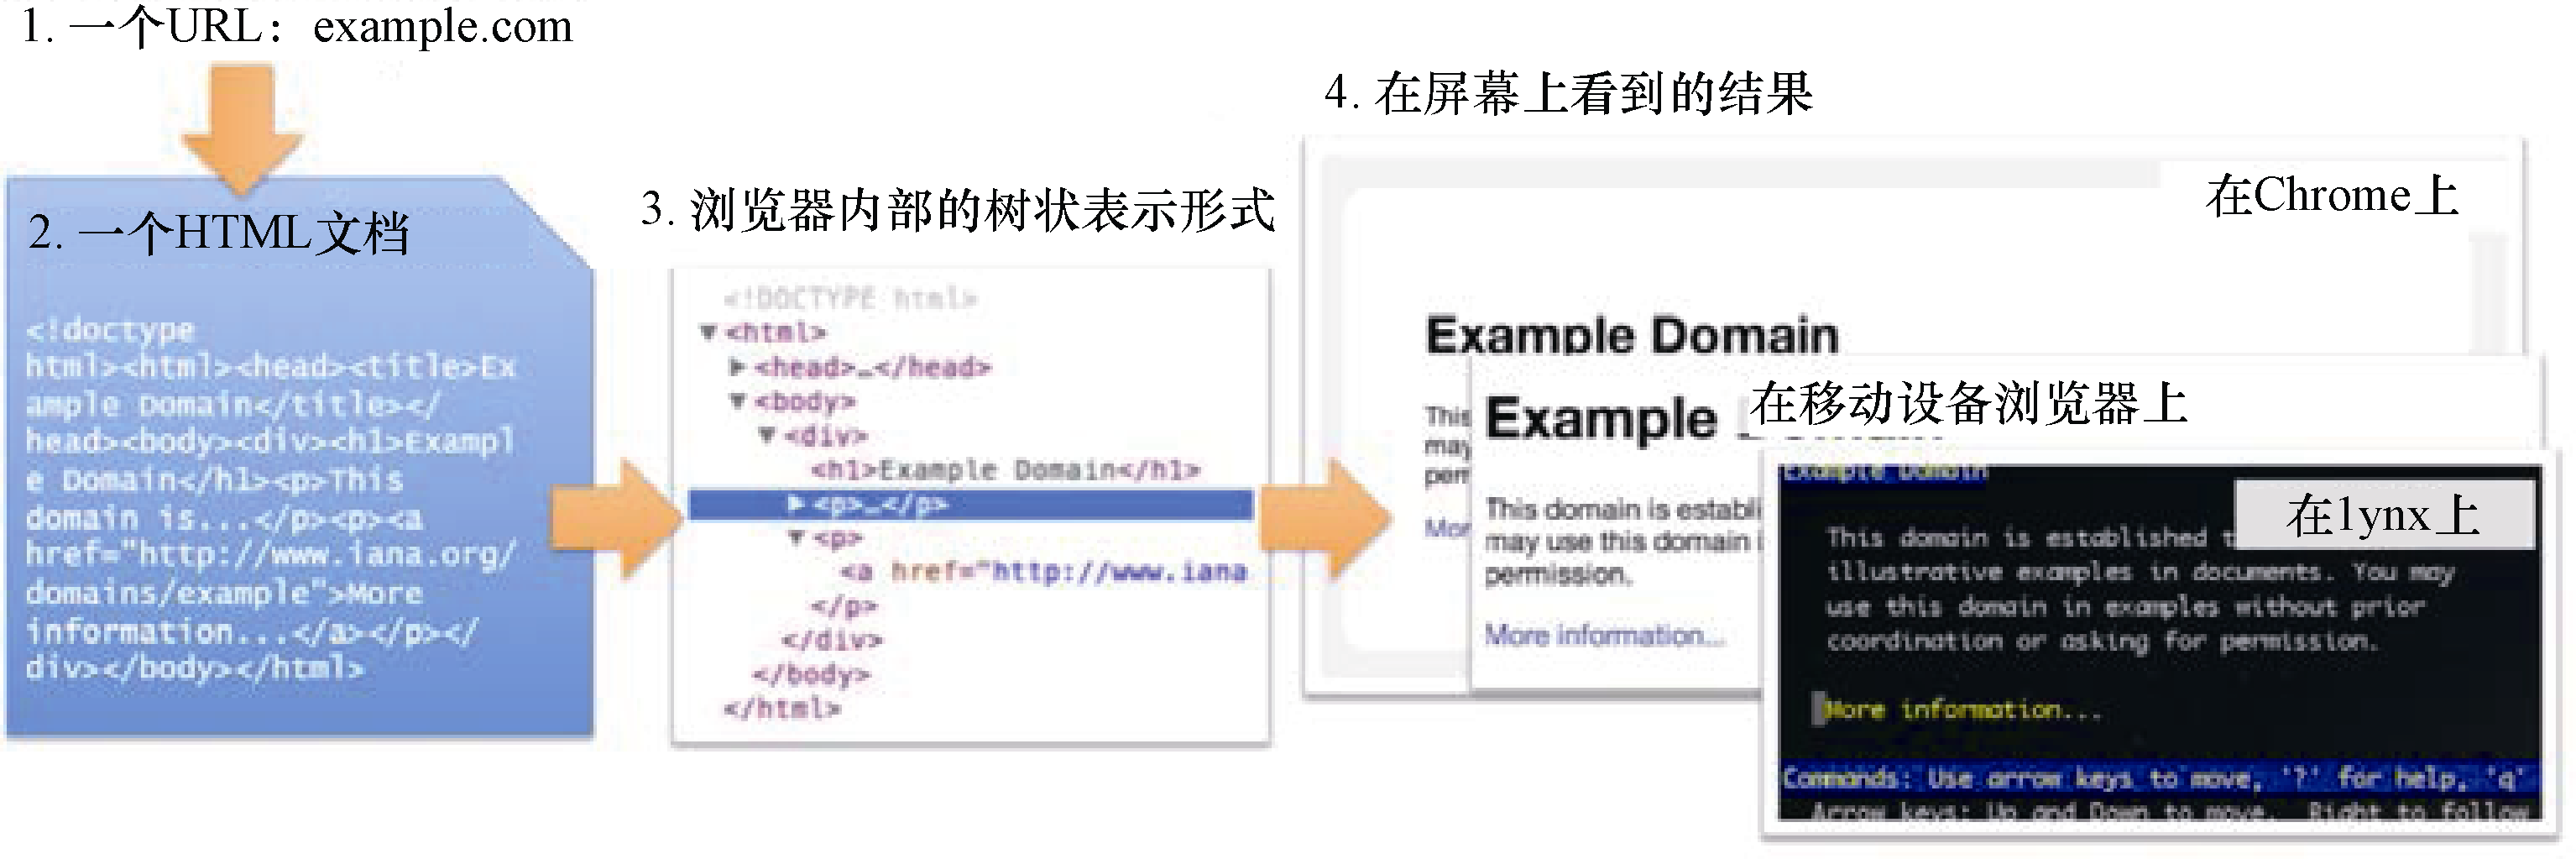 1. 一个URL：example.com
2. 一个HTML文档
<!doctype
html><html><head><title>Ex
ample Domain</title></
head><body><div><h1>Exampl
e Domain</h1><p>This
domain is...</p><p><a
href="http://www.iana.org/
domains/example">More
information...</a></p></
div></body></html>
3. 浏览器内部的树状表示形式
<!DOCTYPE html>
▼<html>
▶<head>…</head>
▼<body>
▼<div>
<h1>Example Domain</h1>
▶<p>…</p>
▼<p>
<a href="http://www.iana
</p>
</div>
</body>
</html>
4. 在屏幕上看到的结果
在Chrome上
Example Domain
This
may
perr
Mor
在移动设备浏览器上
Example
This domain is establi
may use this domain i
permission.
More information...
在lynx上
Example Domain
This domain is established t
illustrative examples in documents. You may
use this domain in examples without prior
coordination or asking for permission.
More information...
Commands: Use arrow keys to move, '?' for help, 'q'
Arrow keys: Up and Down to move. Right to follow